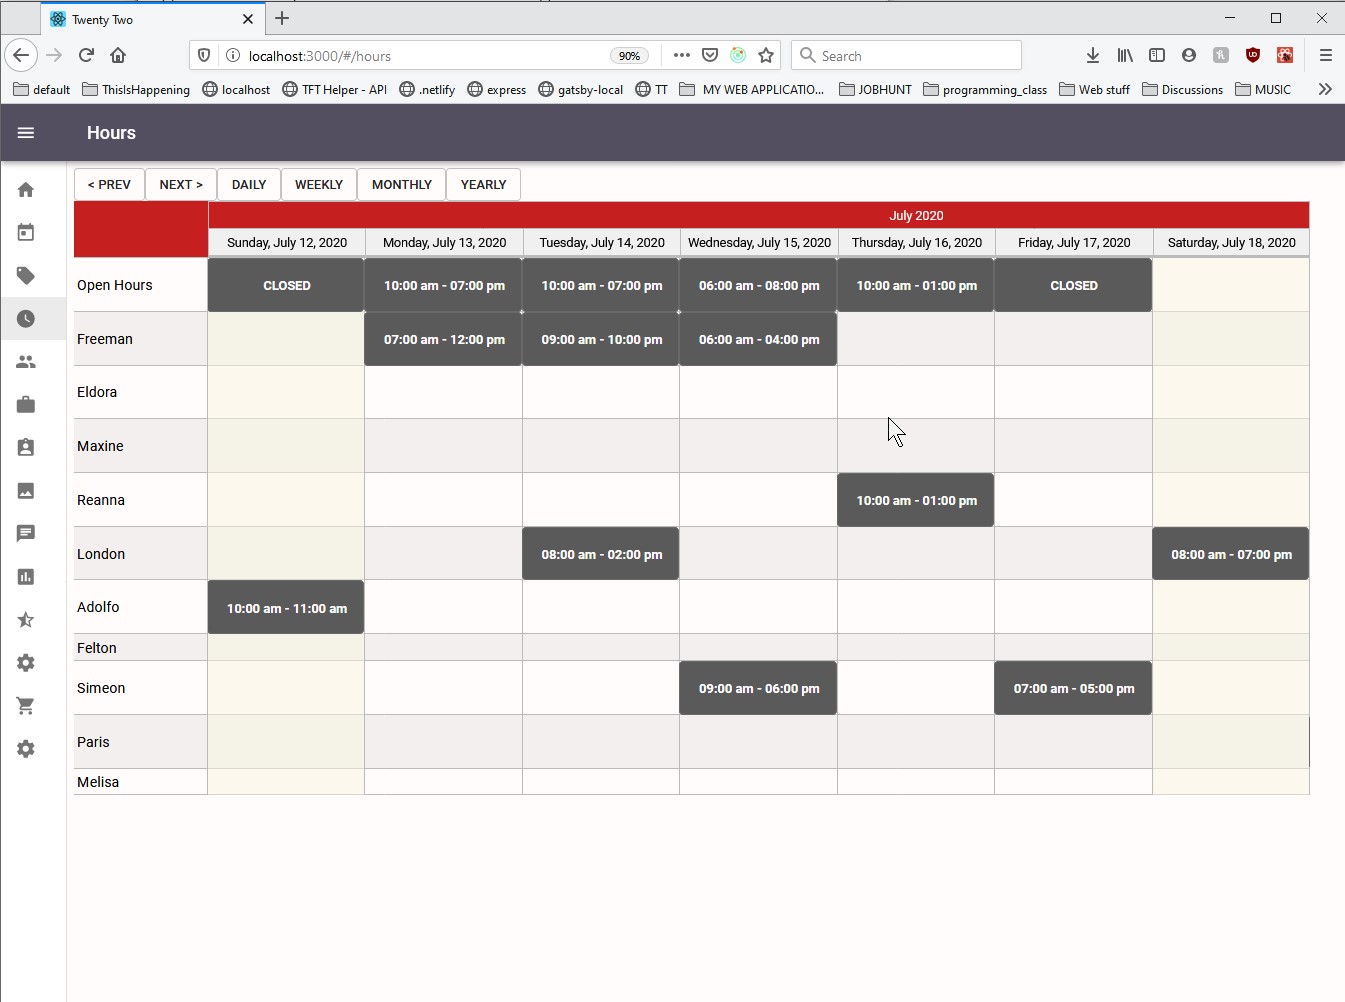 Twenty Two
localhost:3000/#/hours
90%
Search
default
ThisIsHappening
localhost
TFT Helper - API
.netlify
express
gatsby-local
TT
MY WEB APPLICATIO...
JOBHUNT
programming_class
Web stuff
Discussions
MUSIC
Hours
< PREV
NEXT >
DAILY
WEEKLY
MONTHLY
YEARLY
July 2020
Sunday, July 12, 2020
Monday, July 13, 2020
Tuesday, July 14, 2020
Wednesday, July 15, 2020
Thursday, July 16, 2020
Friday, July 17, 2020
Saturday, July 18, 2020
Open Hours
CLOSED
10:00 am - 07:00 pm
10:00 am - 07:00 pm
06:00 am - 08:00 pm
10:00 am - 01:00 pm
CLOSED
Freeman
07:00 am - 12:00 pm
09:00 am - 10:00 pm
06:00 am - 04:00 pm
Eldora
Maxine
Reanna
10:00 am - 01:00 pm
London
08:00 am - 02:00 pm
08:00 am - 07:00 pm
Adolfo
10:00 am - 11:00 am
Felton
Simeon
09:00 am - 06:00 pm
07:00 am - 05:00 pm
Paris
Melisa